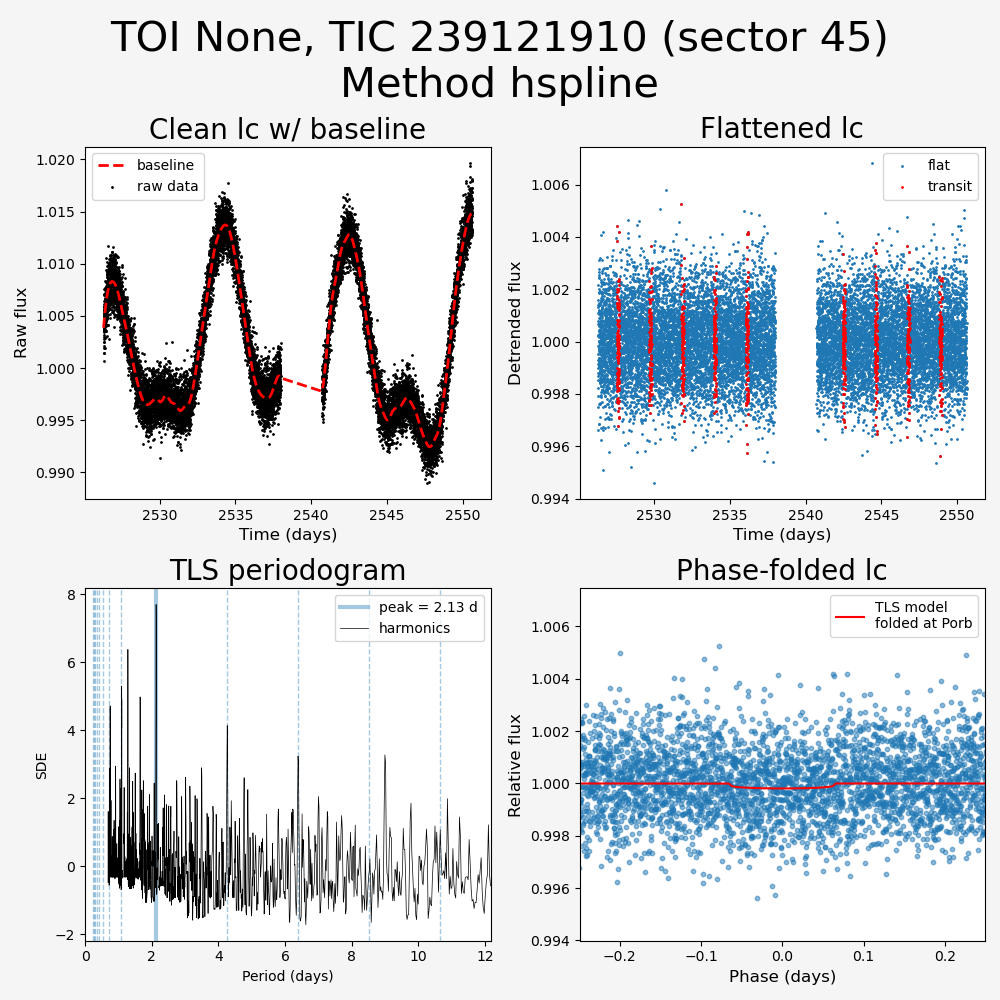 TOI None, TIC 239121910 (sector 45)
Method hspline
Clean lc w/ baseline
Raw flux
1.020
1.015
1.010
1.005
1.000
0.995
0.990
baseline
raw data
2530
2535
2540
2545
2550
Time (days)
Flattened lc
Detrended flux
1.006
1.004
1.002
1.000
0.998
0.996
0.994
flat
transit
2530
2535
2540
2545
2550
Time (days)
TLS periodogram
SDE
8
6
4
2
0
−2
peak = 2.13 d
harmonics
0
2
4
6
8
10
12
Period (days)
Phase-folded lc
Relative flux
1.006
1.004
1.002
1.000
0.998
0.996
0.994
TLS model
folded at Porb
−0.2
−0.1
0.0
0.1
0.2
Phase (days)